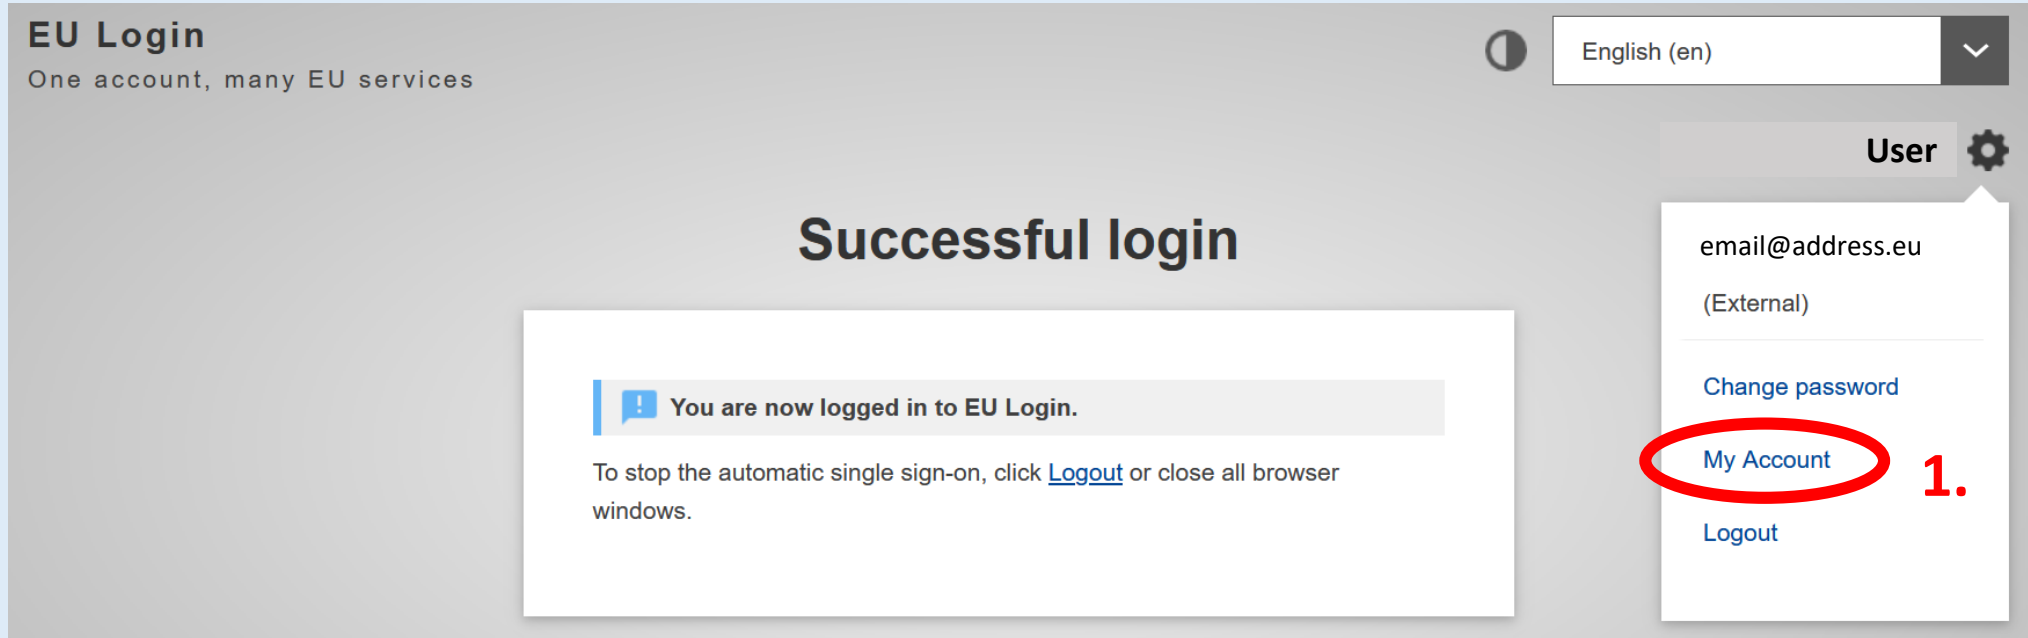 EU Login
One account, many EU services
English (en)
User
Successful login
email@address.eu
(External)
You are now logged in to EU Login.
To stop the automatic single sign-on, click Logout or close all browser
windows.
Change password
My Account
1.
Logout